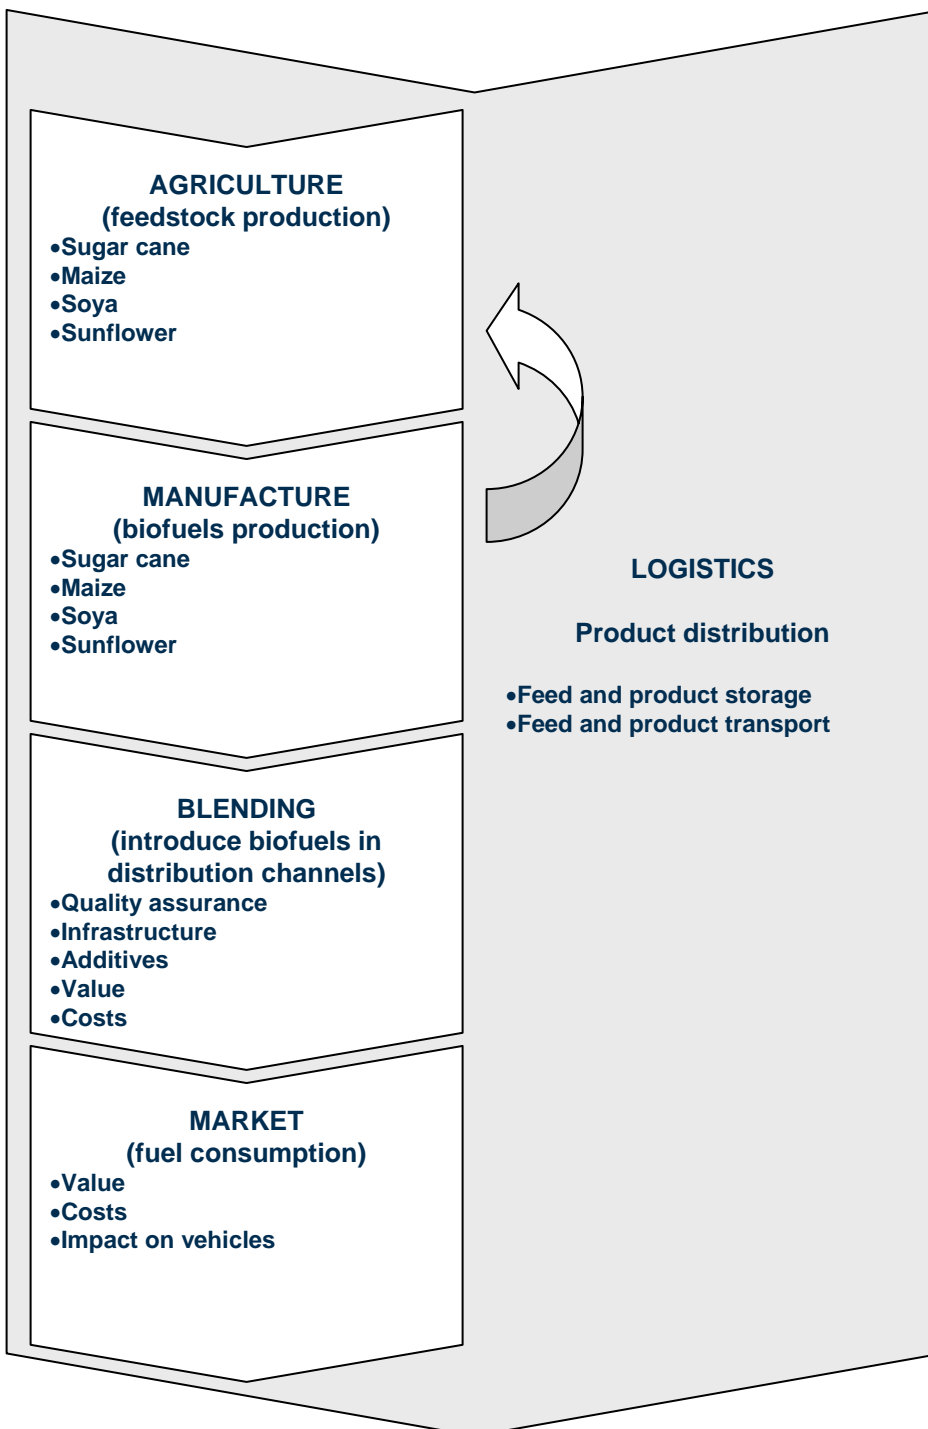 AGRICULTURE
(feedstock production)
•Sugar cane
•Maize
•Soya
•Sunflower
MANUFACTURE
(biofuels production)
•Sugar cane
•Maize
•Soya
•Sunflower
LOGISTICS
Product distribution
•Feed and product storage
•Feed and product transport
BLENDING
(introduce biofuels in
distribution channels)
•Quality assurance
•Infrastructure
•Additives
•Value
•Costs
MARKET
(fuel consumption)
•Value
•Costs
•Impact on vehicles